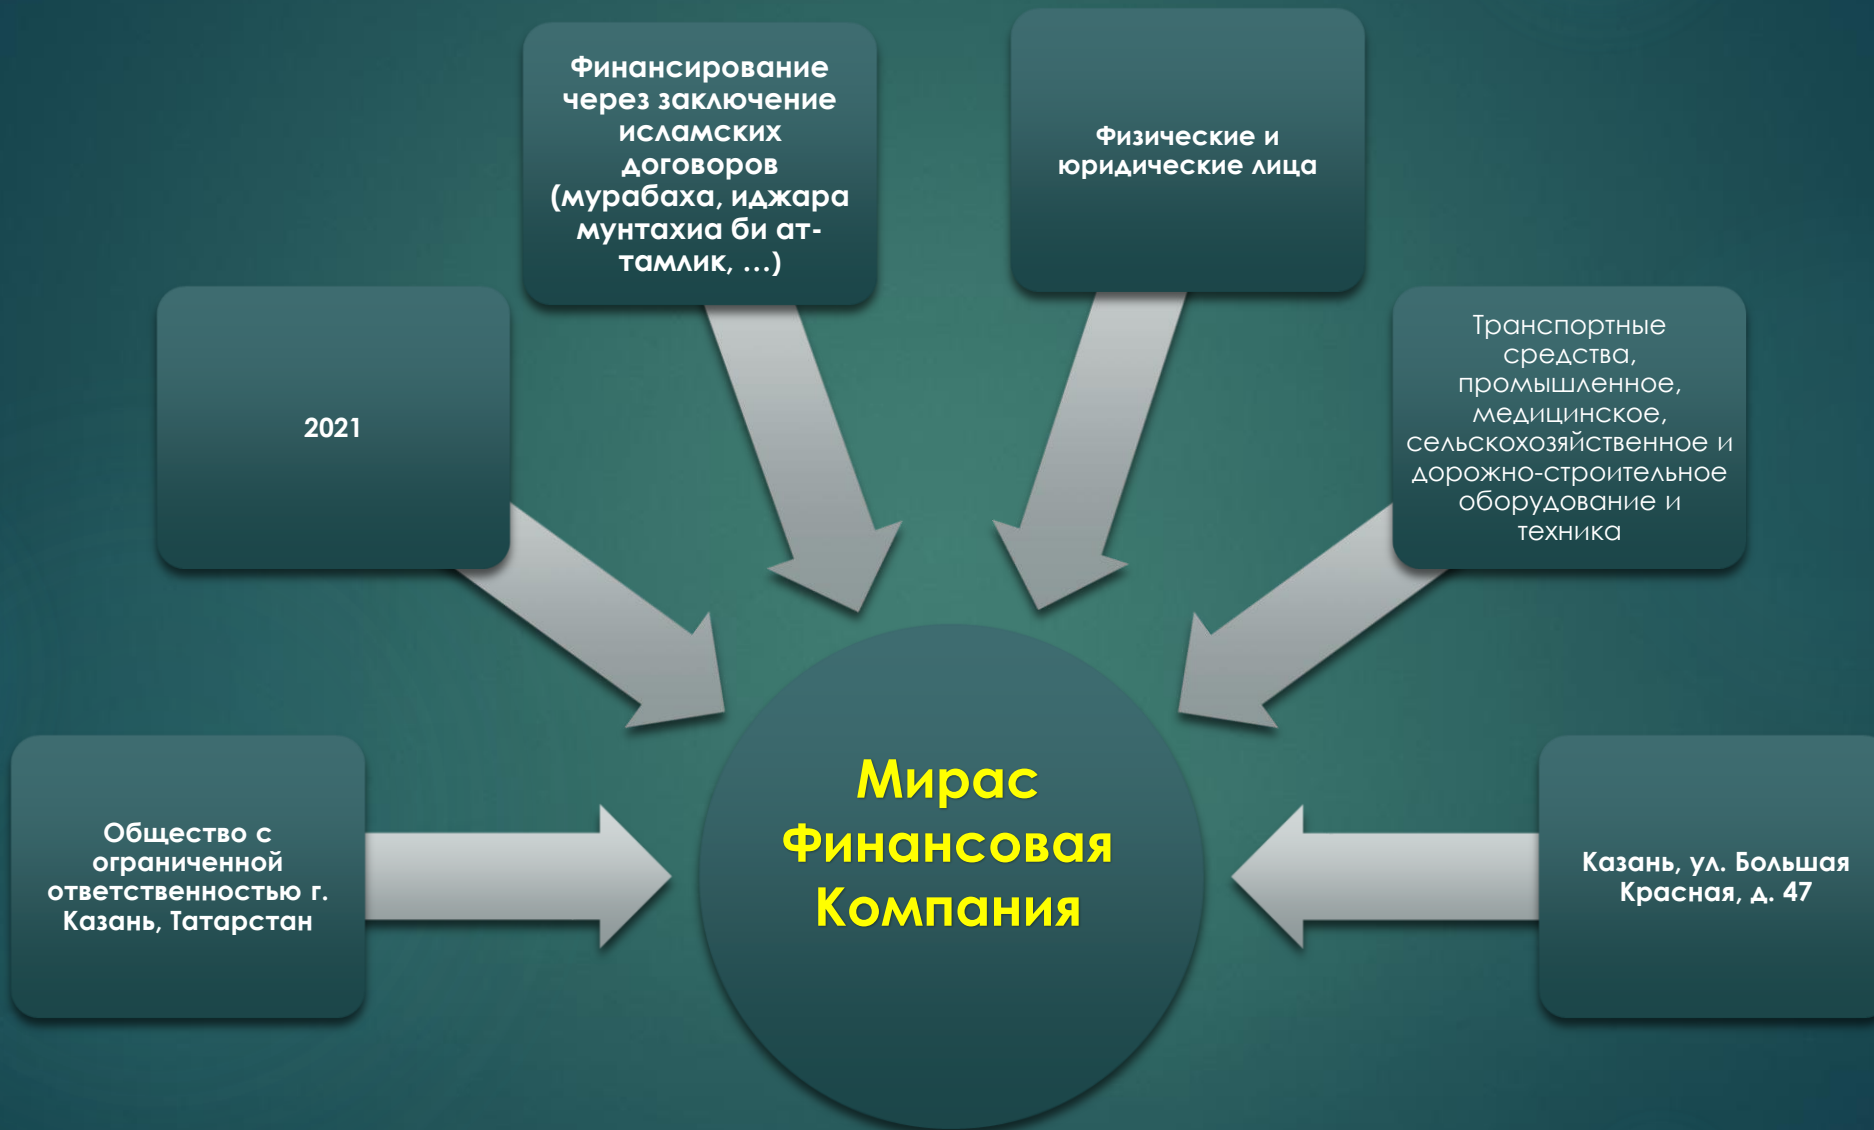 Финансирование
через заключение
исламских
договоров
(мурабаха, иджара
мунтахиа би ат-
тамлик, …)
Физические и
юридические лица
2021
Транспортные
средства,
промышленное,
медицинское,
сельскохозяйственное и
дорожно-строительное
оборудование и
техника
Общество с
ограниченной
ответственностью г.
Казань, Татарстан
Мирас
Финансовая
Компания
Казань, ул. Большая
Красная, д. 47